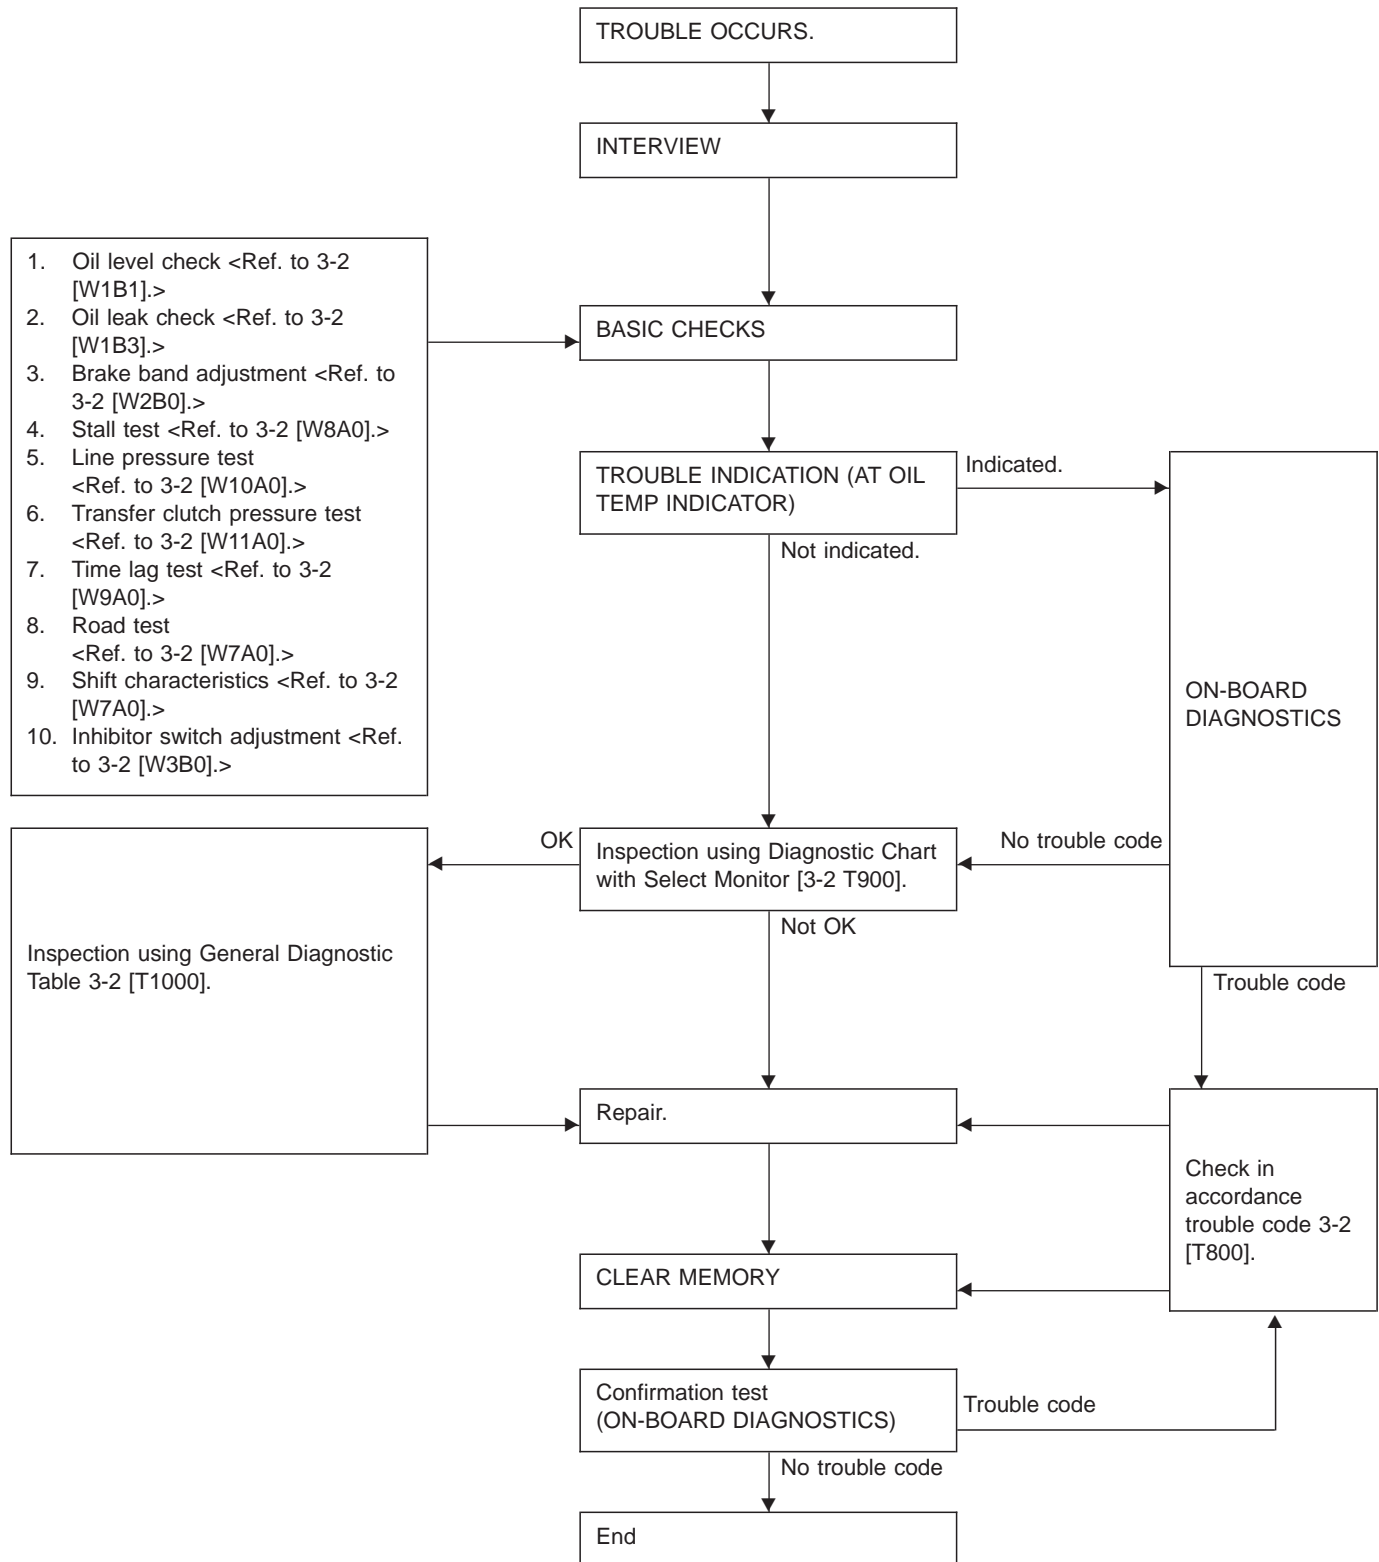 TROUBLE OCCURS.
INTERVIEW
1. Oil level check <Ref. to 3-2
[W1B1].>
2. Oil leak check <Ref. to 3-2
[W1B3].>
3. Brake band adjustment <Ref. to
3-2 [W2B0].>
4. Stall test <Ref. to 3-2 [W8A0].>
5. Line pressure test
<Ref. to 3-2 [W10A0].>
6. Transfer clutch pressure test
<Ref. to 3-2 [W11A0].>
7. Time lag test <Ref. to 3-2
[W9A0].>
8. Road test
<Ref. to 3-2 [W7A0].>
9. Shift characteristics <Ref. to 3-2
[W7A0].>
10. Inhibitor switch adjustment <Ref.
to 3-2 [W3B0].>
BASIC CHECKS
TROUBLE INDICATION (AT OIL
TEMP INDICATOR)
Indicated.
Not indicated.
ON-BOARD
DIAGNOSTICS
No trouble code
Trouble code
Inspection using Diagnostic Chart
with Select Monitor [3-2 T900].
OK
Not OK
Inspection using General Diagnostic
Table 3-2 [T1000].
Repair.
Check in
accordance
trouble code 3-2
[T800].
CLEAR MEMORY
Confirmation test
(ON-BOARD DIAGNOSTICS)
Trouble code
No trouble code
End